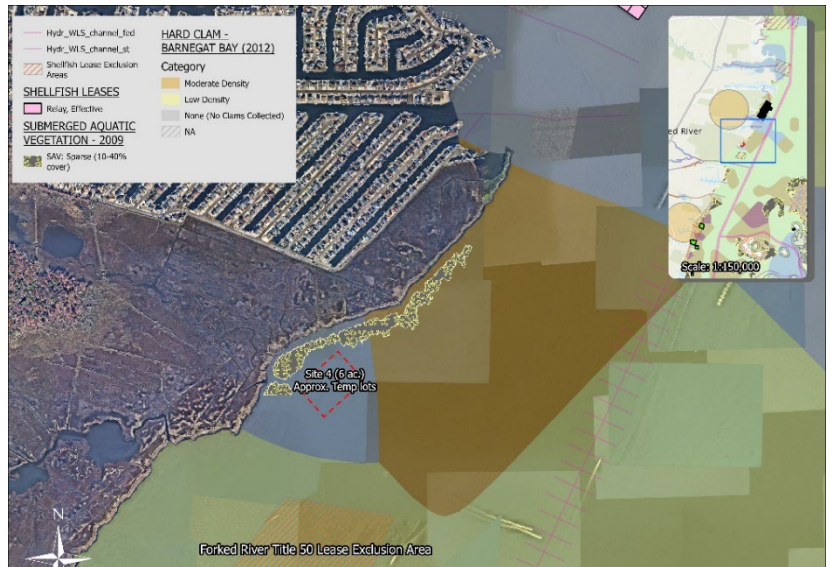 Hydr_WLS_channel_fed
Hydr_WLS_channel_st
Shellfish Lease Exclusion
Areas
SHELLFISH LEASES
Relay, Effective
SUBMERGED AQUATIC
VEGETATION - 2009
SAV: Sparse (10-40%
cover)
HARD CLAM -
BARNEGAT BAY (2012)
Category
Moderate Density
Low Density
None (No Clams Collected)
NA
ed River
Scale: 1:150,000
Site 4 (6 ac.)
Approx. Temp lots
N
Forked River Title 50 Lease Exclusion Area